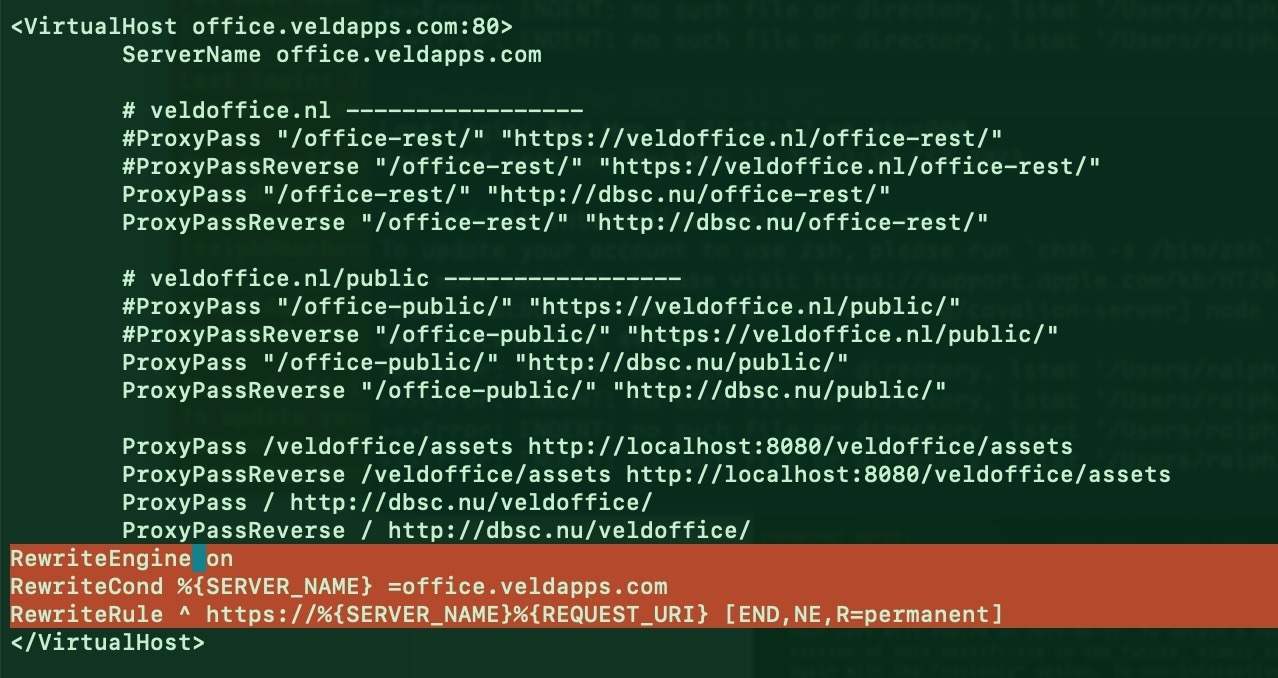 <VirtualHost office.veldapps.com:80>
ServerName office.veldapps.com
# veldoffice.nl -----------------
#ProxyPass "/office-rest/" "https://veldoffice.nl/office-rest/"
#ProxyPassReverse "/office-rest/" "https://veldoffice.nl/office-rest/"
ProxyPass "/office-rest/" "http://dbsc.nu/office-rest/"
ProxyPassReverse "/office-rest/" "http://dbsc.nu/office-rest/"
# veldoffice.nl/public -----------------
#ProxyPass "/office-public/" "https://veldoffice.nl/public/"
#ProxyPassReverse "/office-public/" "https://veldoffice.nl/public/"
ProxyPass "/office-public/" "http://dbsc.nu/public/"
ProxyPassReverse "/office-public/" "http://dbsc.nu/public/"
ProxyPass /veldoffice/assets http://localhost:8080/veldoffice/assets
ProxyPassReverse /veldoffice/assets http://localhost:8080/veldoffice/assets
ProxyPass / http://dbsc.nu/veldoffice/
ProxyPassReverse / http://dbsc.nu/veldoffice/
RewriteEngine on
RewriteCond %{SERVER_NAME} =office.veldapps.com
RewriteRule ^ https://%{SERVER_NAME}%{REQUEST_URI} [END,NE,R=permanent]
</VirtualHost>